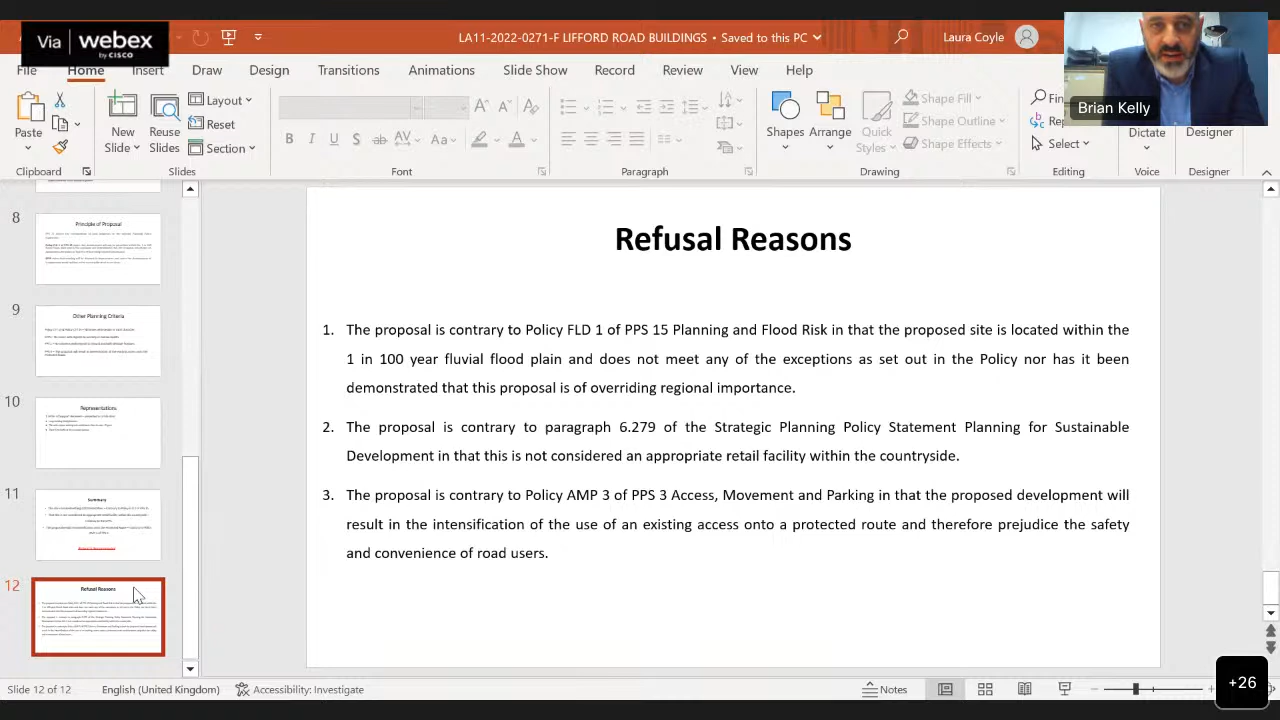 Via webex
by CISCO
LA11-2022-0271-F LIFFORD ROAD BUILDINGS • Saved to this PC
Laura Coyle
File Home Insert Draw Design Transitions Animations Slide Show Record Review View Help
Brian Kelly
Paste
New
Slide
Reuse
Slides
Layout
Reset
Section
B I U S ab AV Aa A
Shapes
Arrange
Quick
Styles
Shape Fill
Shape Outline
Shape Effects
Select
Dictate
Designer
Clipboard
Slides
Font
Paragraph
Drawing
Editing
Voice
Designer
8
Principle of Proposal
9
Other Planning Criteria
10
Representations
11
Summary
12
Refusal Reasons
Refusal Reasons
1. The proposal is contrary to Policy FLD 1 of PPS 15 Planning and Flood Risk in that the proposed site is located within the
1 in 100 year fluvial flood plain and does not meet any of the exceptions as set out in the Policy nor has it been
demonstrated that this proposal is of overriding regional importance.
2. The proposal is contrary to paragraph 6.279 of the Strategic Planning Policy Statement Planning for Sustainable
Development in that this is not considered an appropriate retail facility within the countryside.
3. The proposal is contrary to Policy AMP 3 of PPS 3 Access, Movement and Parking in that the proposed development will
result in the intensification of the use of an existing access onto a protected route and therefore prejudice the safety
and convenience of road users.
Slide 12 of 12
English (United Kingdom)
Accessibility: Investigate
Notes
+26